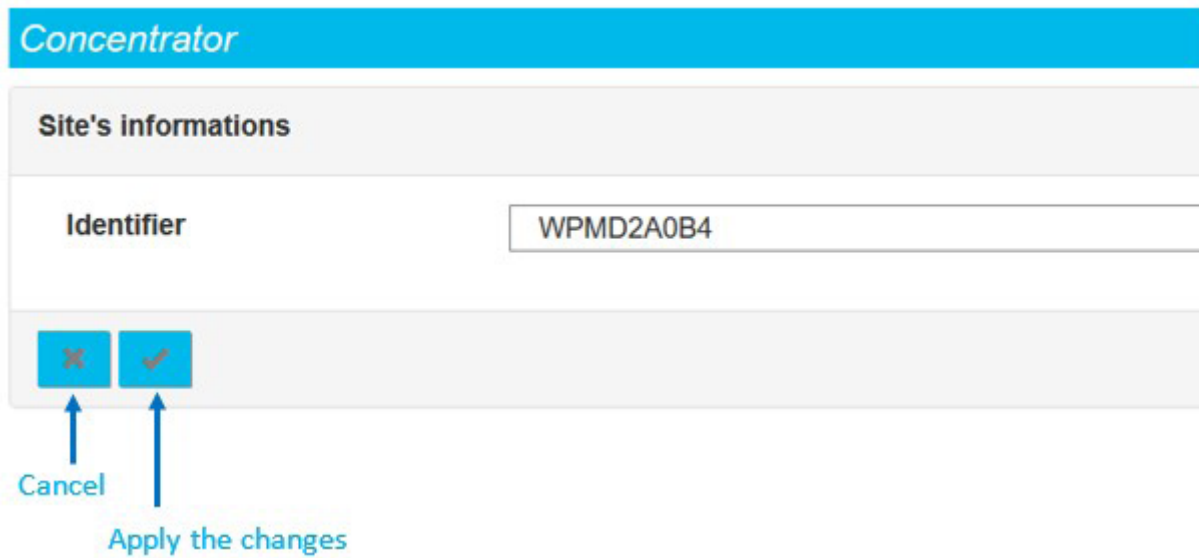 Concentrator
Site's informations
Identifier
WPMD2A0B4
Cancel
Apply the changes